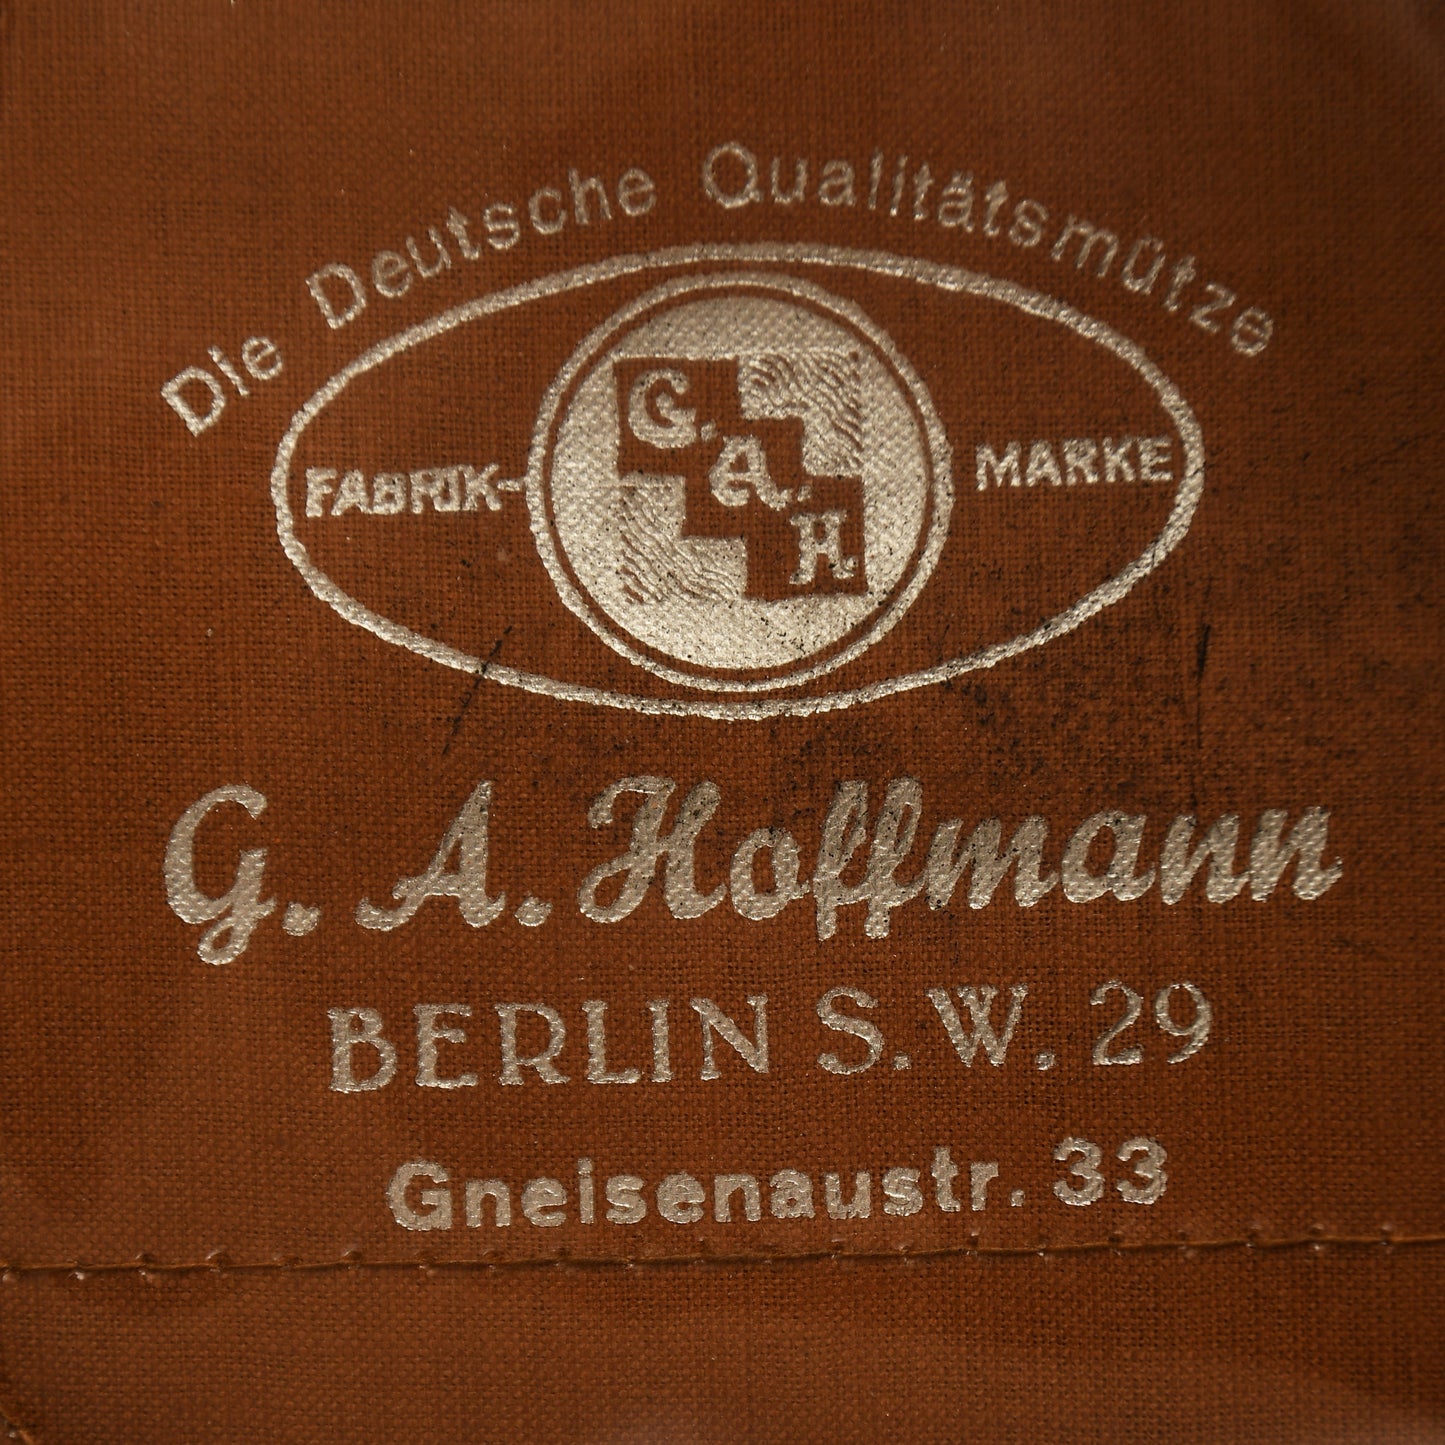 Die Deutsche Qualitätsmütze
FABRIK- MARKE
G.
A.
H.
G. A. Hoffmann
BERLIN S. W. 29
Gneisenaustr. 33